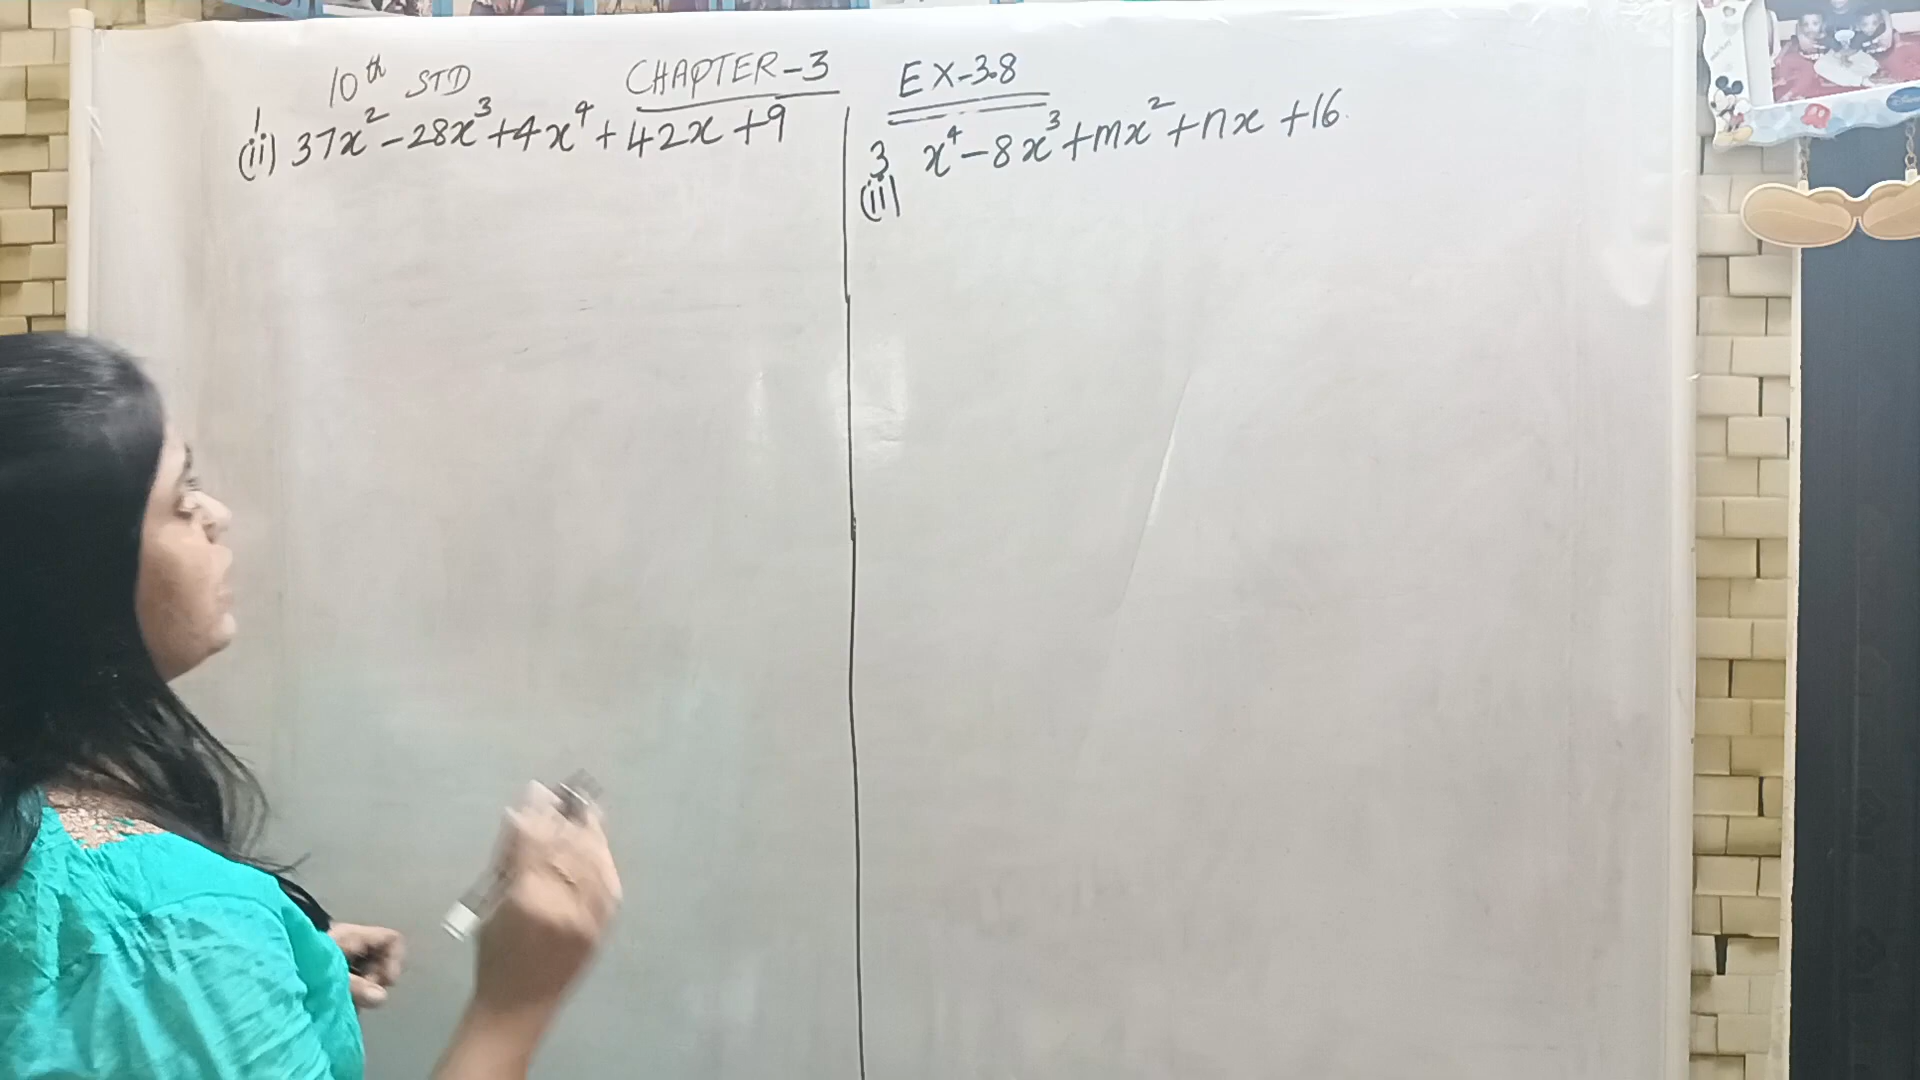 10th STD CHAPTER-3 EX-3.8
1
(ii) 37x² - 28x³ + 4x⁴ + 42x + 9
3 x⁴ - 8x³ + mx² + nx + 16.
(ii)